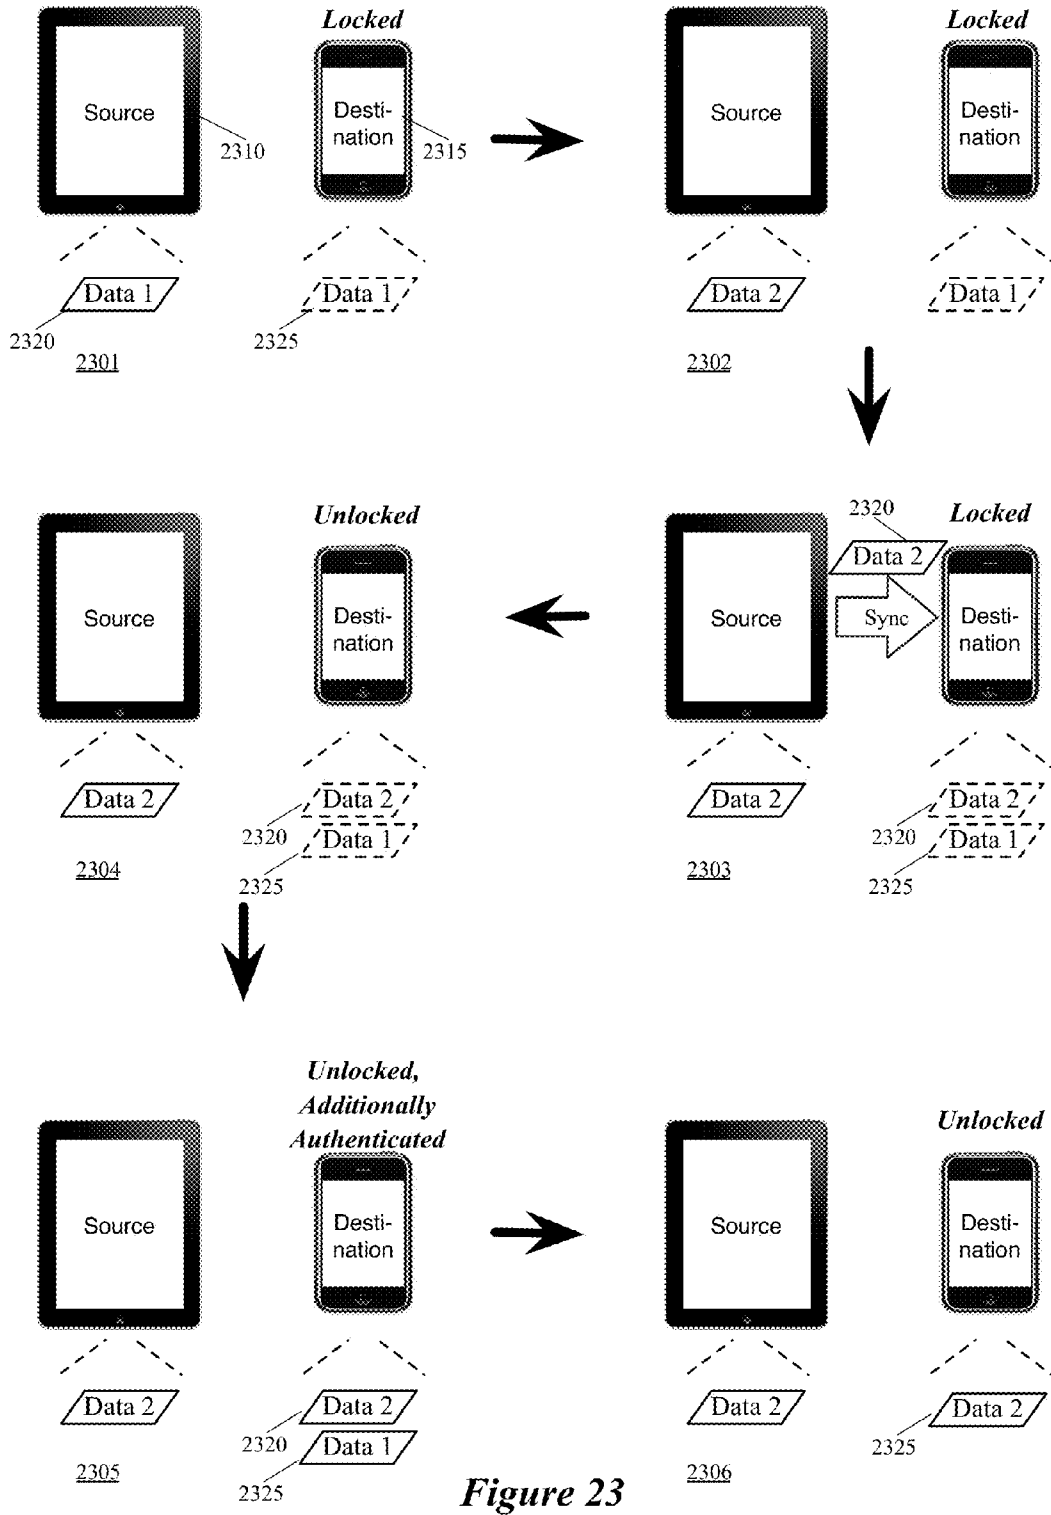 Locked
Locked
Source
Desti-
nation
2310
2315
Source
Desti-
nation
Data 1
Data 1
2320
2325
2301
Data 2
Data 1
2302
Unlocked
Source
Desti-
nation
2320
Locked
Data 2
Source
Sync
Desti-
nation
Data 2
Data 2
2320
Data 1
2325
2304
Data 2
Data 2
2320
Data 1
2325
2303
Unlocked,
Additionally
Authenticated
Source
Desti-
nation
Unlocked
Source
Desti-
nation
Data 2
Data 2
2320
Data 1
2325
2305
Data 2
Data 2
2325
2306
Figure 23